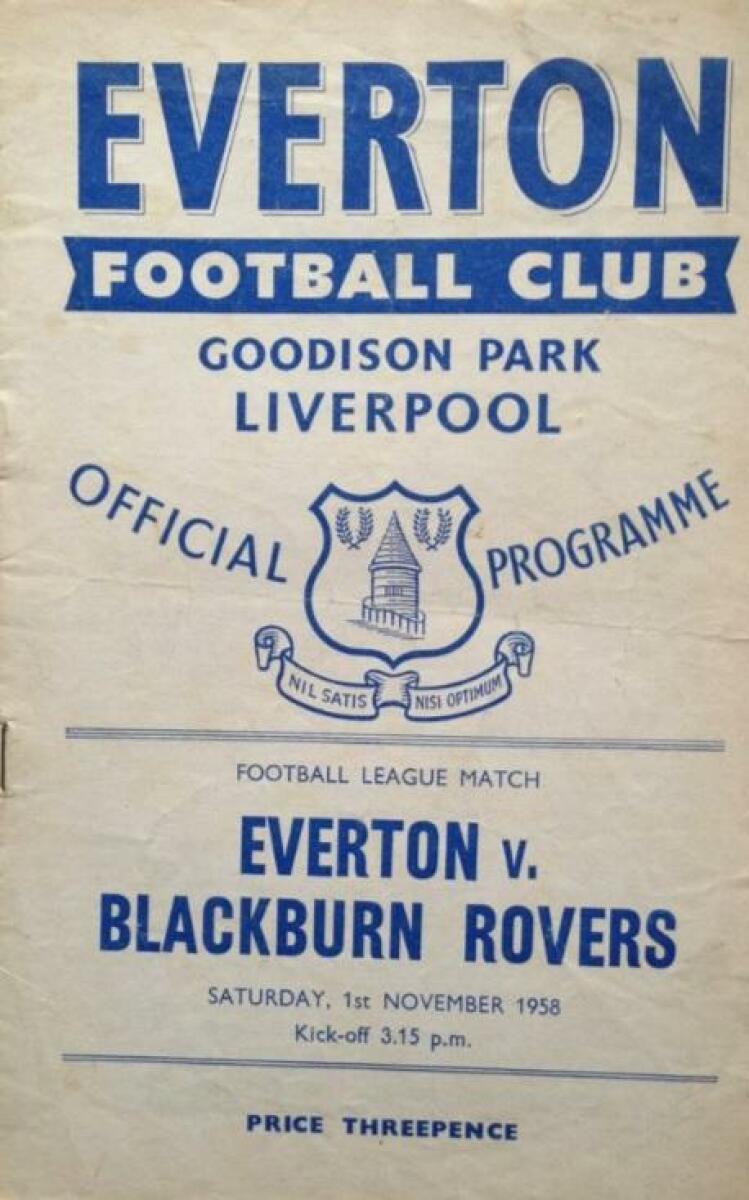 EVERTON
FOOTBALL CLUB
GOODISON PARK
LIVERPOOL
OFFICIAL PROGRAMME
NIL SATIS NISI OPTIMUM
FOOTBALL LEAGUE MATCH
EVERTON v.
BLACKBURN ROVERS
SATURDAY, 1st NOVEMBER 1958
Kick-off 3.15 p.m.
PRICE THREEPENCE